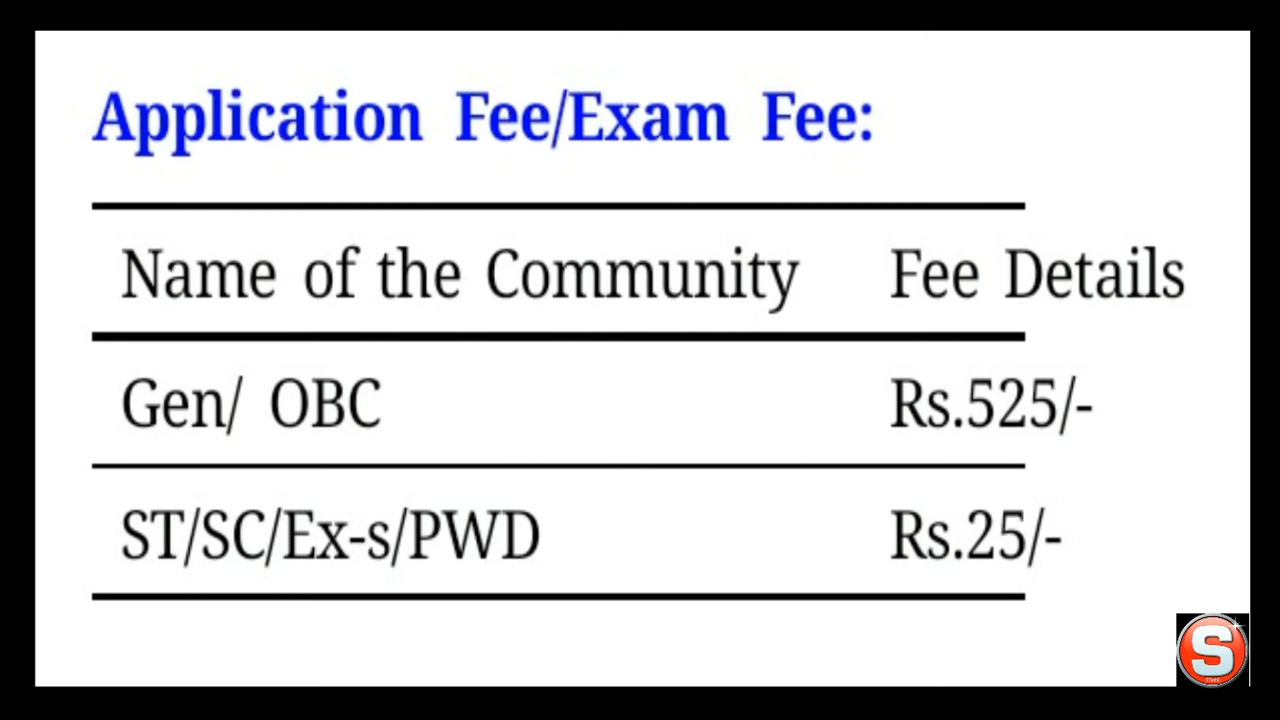 Application Fee/Exam Fee:
Name of the Community Fee Details
Gen/ OBC Rs.525/-
ST/SC/Ex-s/PWD Rs.25/-
S